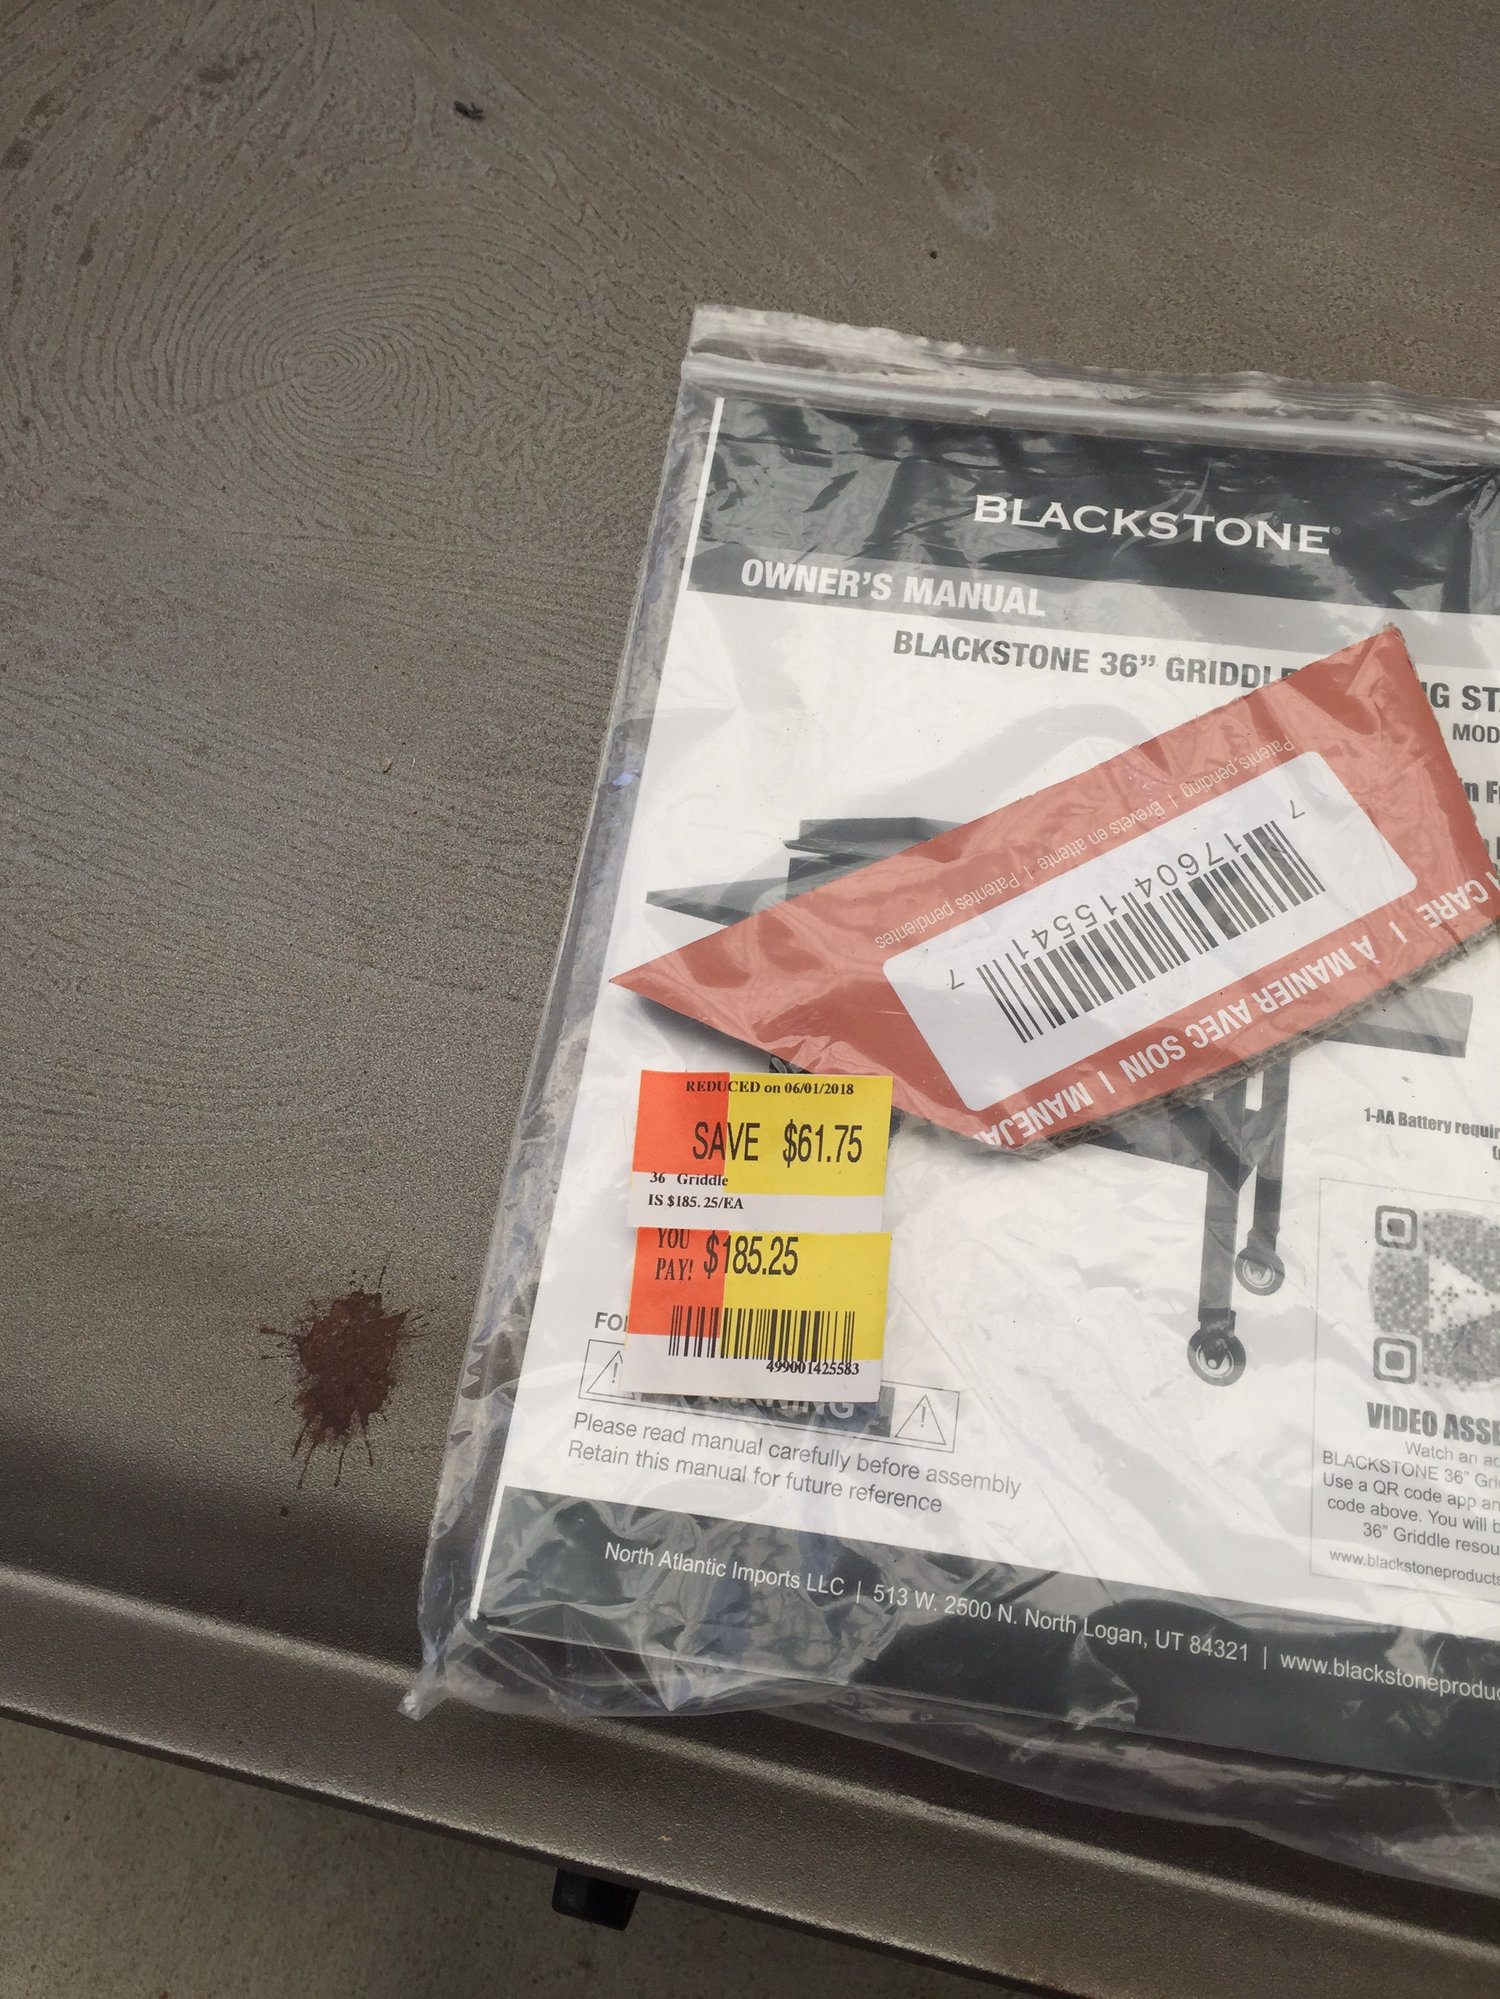 BLACKSTONE
OWNER'S MANUAL
BLACKSTONE 36" GRIDDLE
MOD
Patents pending | Brevets en attente | Patentes pendientes
7 17604 15541 7
CARE | À MANIER AVEC SOIN | MANEJA
REDUCED on 06/01/2018
SAVE $61.75
36 Griddle
IS $185.25/EA
YOU PAY! $185.25
499001425583
1-AA Battery requir
FO
Please read manual carefully before assembly
Retain this manual for future reference
VIDEO ASSE
Watch an
BLACKSTONE 36" Gri
Use a QR code app an
code above. You will b
36" Griddle resou
www.blackstoneproducts
North Atlantic Imports LLC | 513 W. 2500 N. North Logan, UT 84321 | www.blackstoneproduc